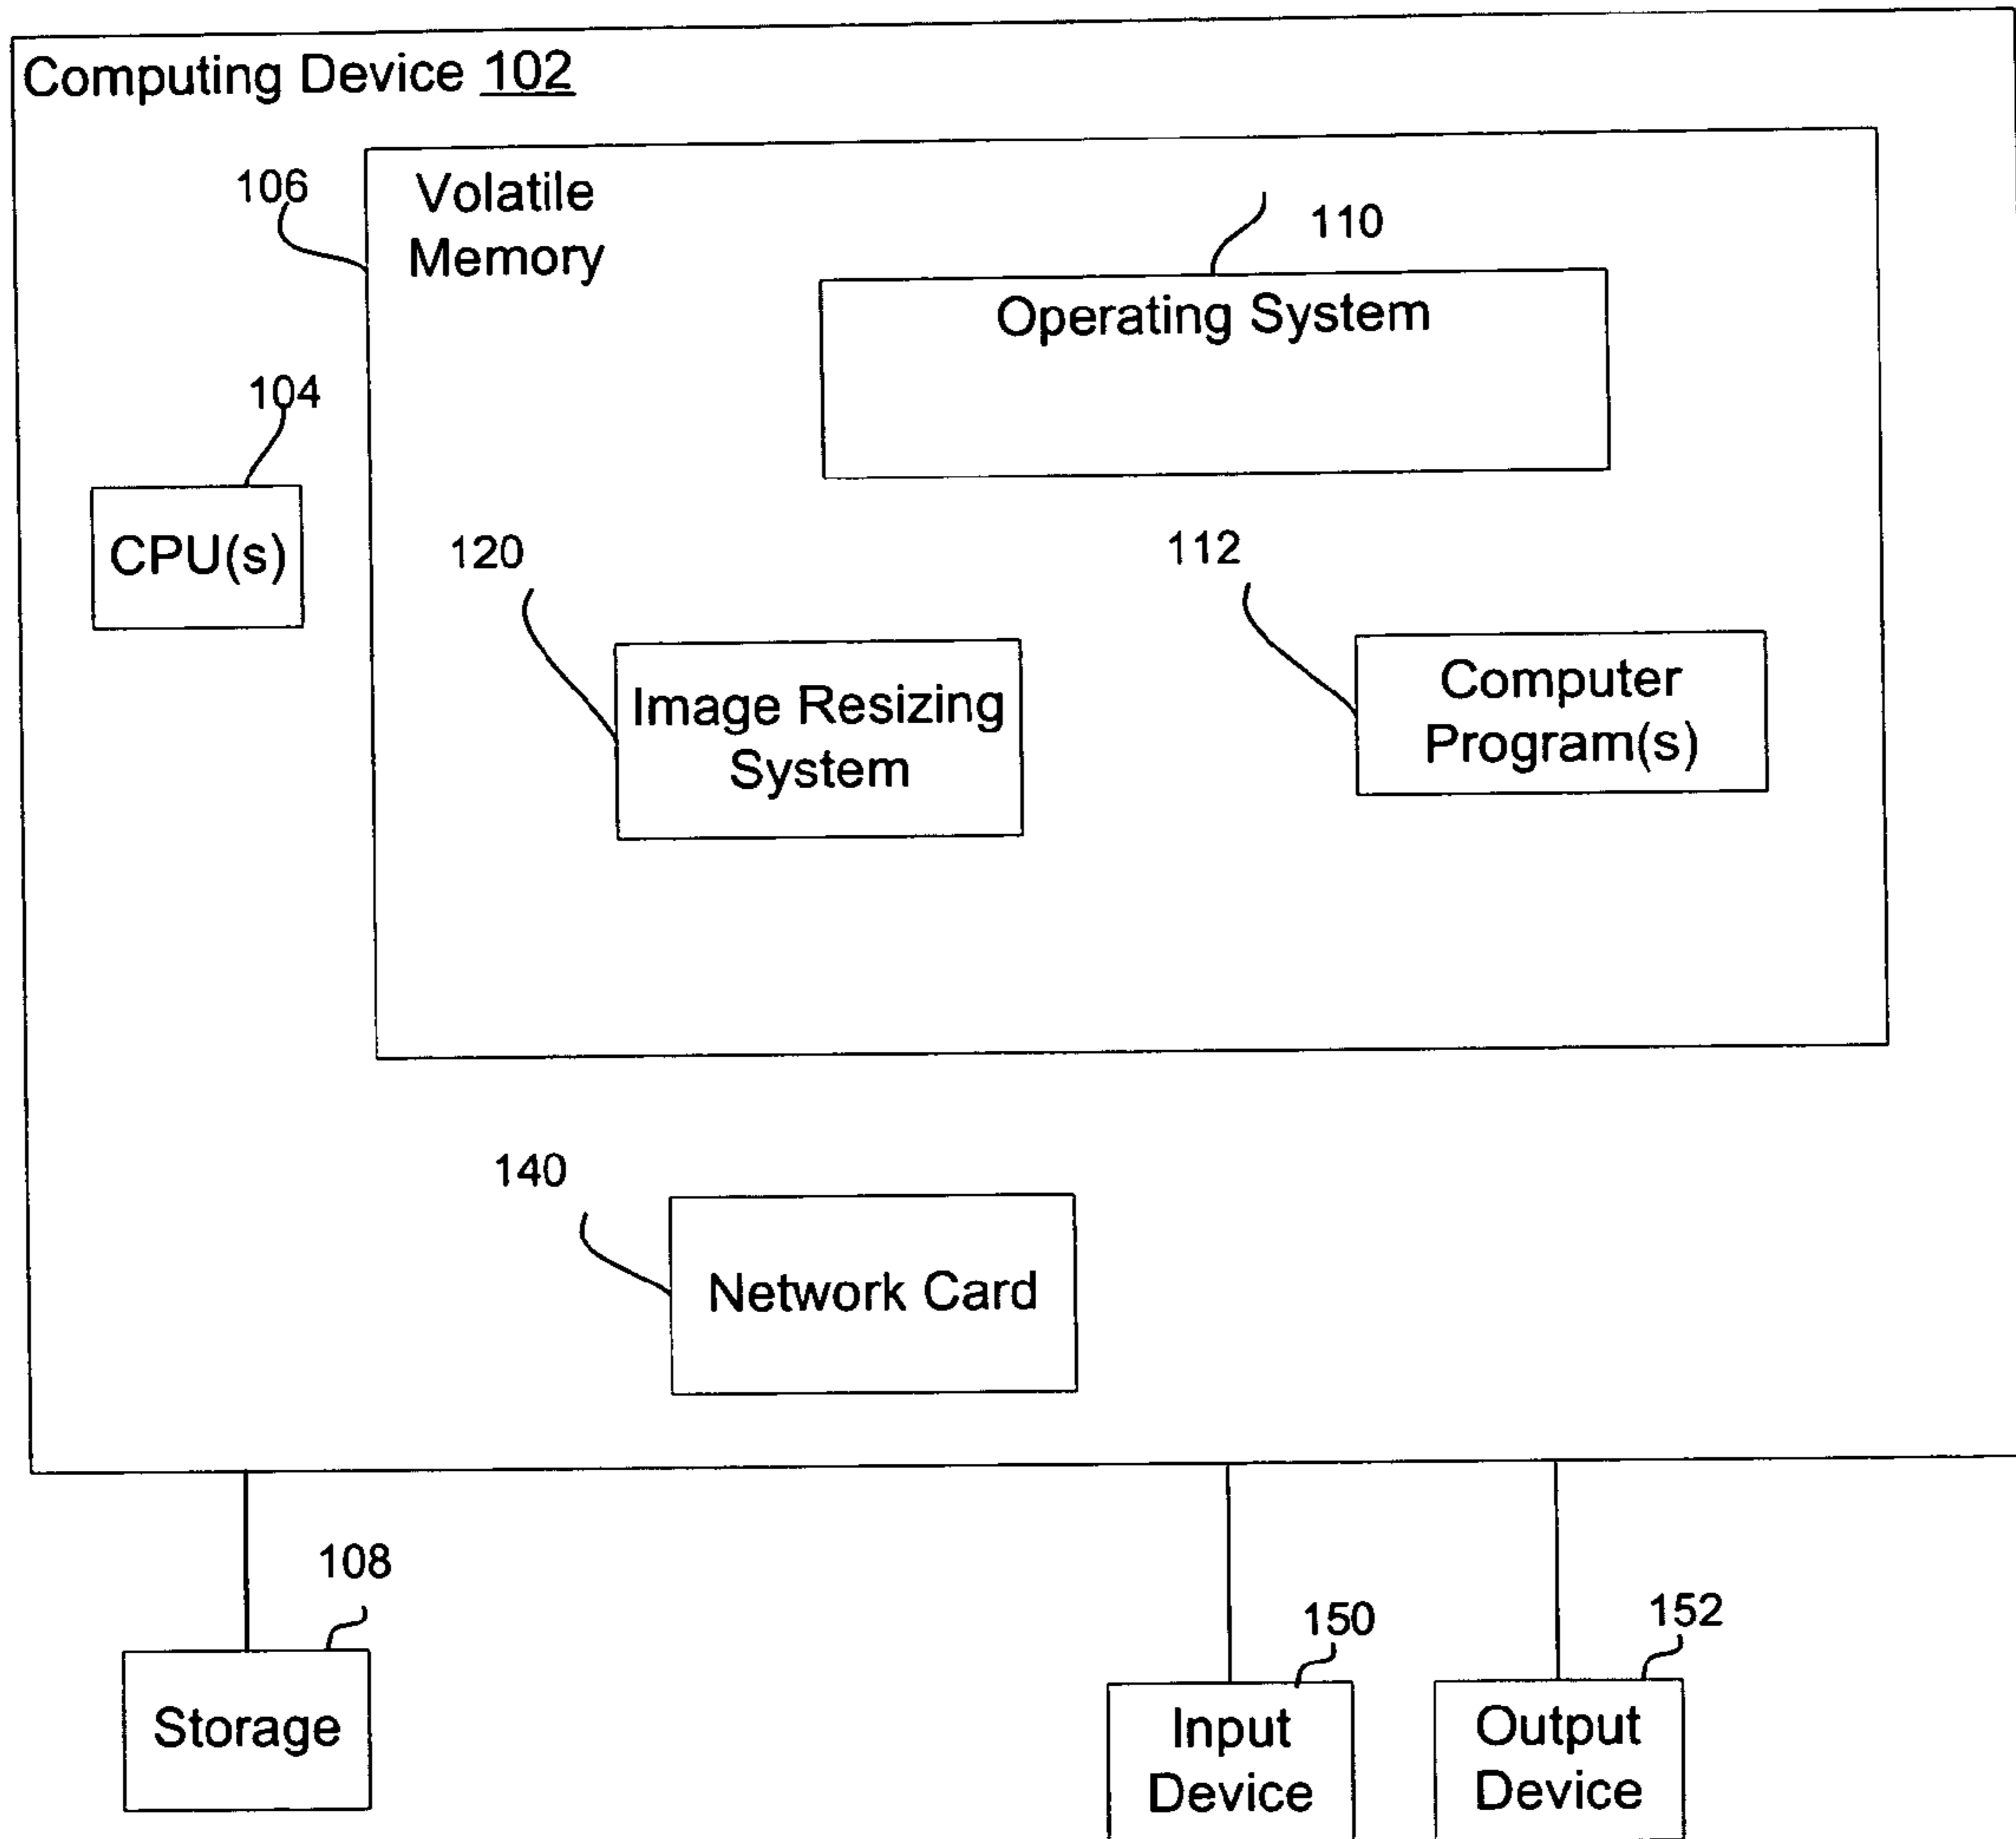 Computing Device 102
106
Volatile
Memory
110
Operating System
104
CPU(s)
120
112
Image Resizing
System
Computer
Program(s)
140
Network Card
108
Storage
150
Input
Device
152
Output
Device